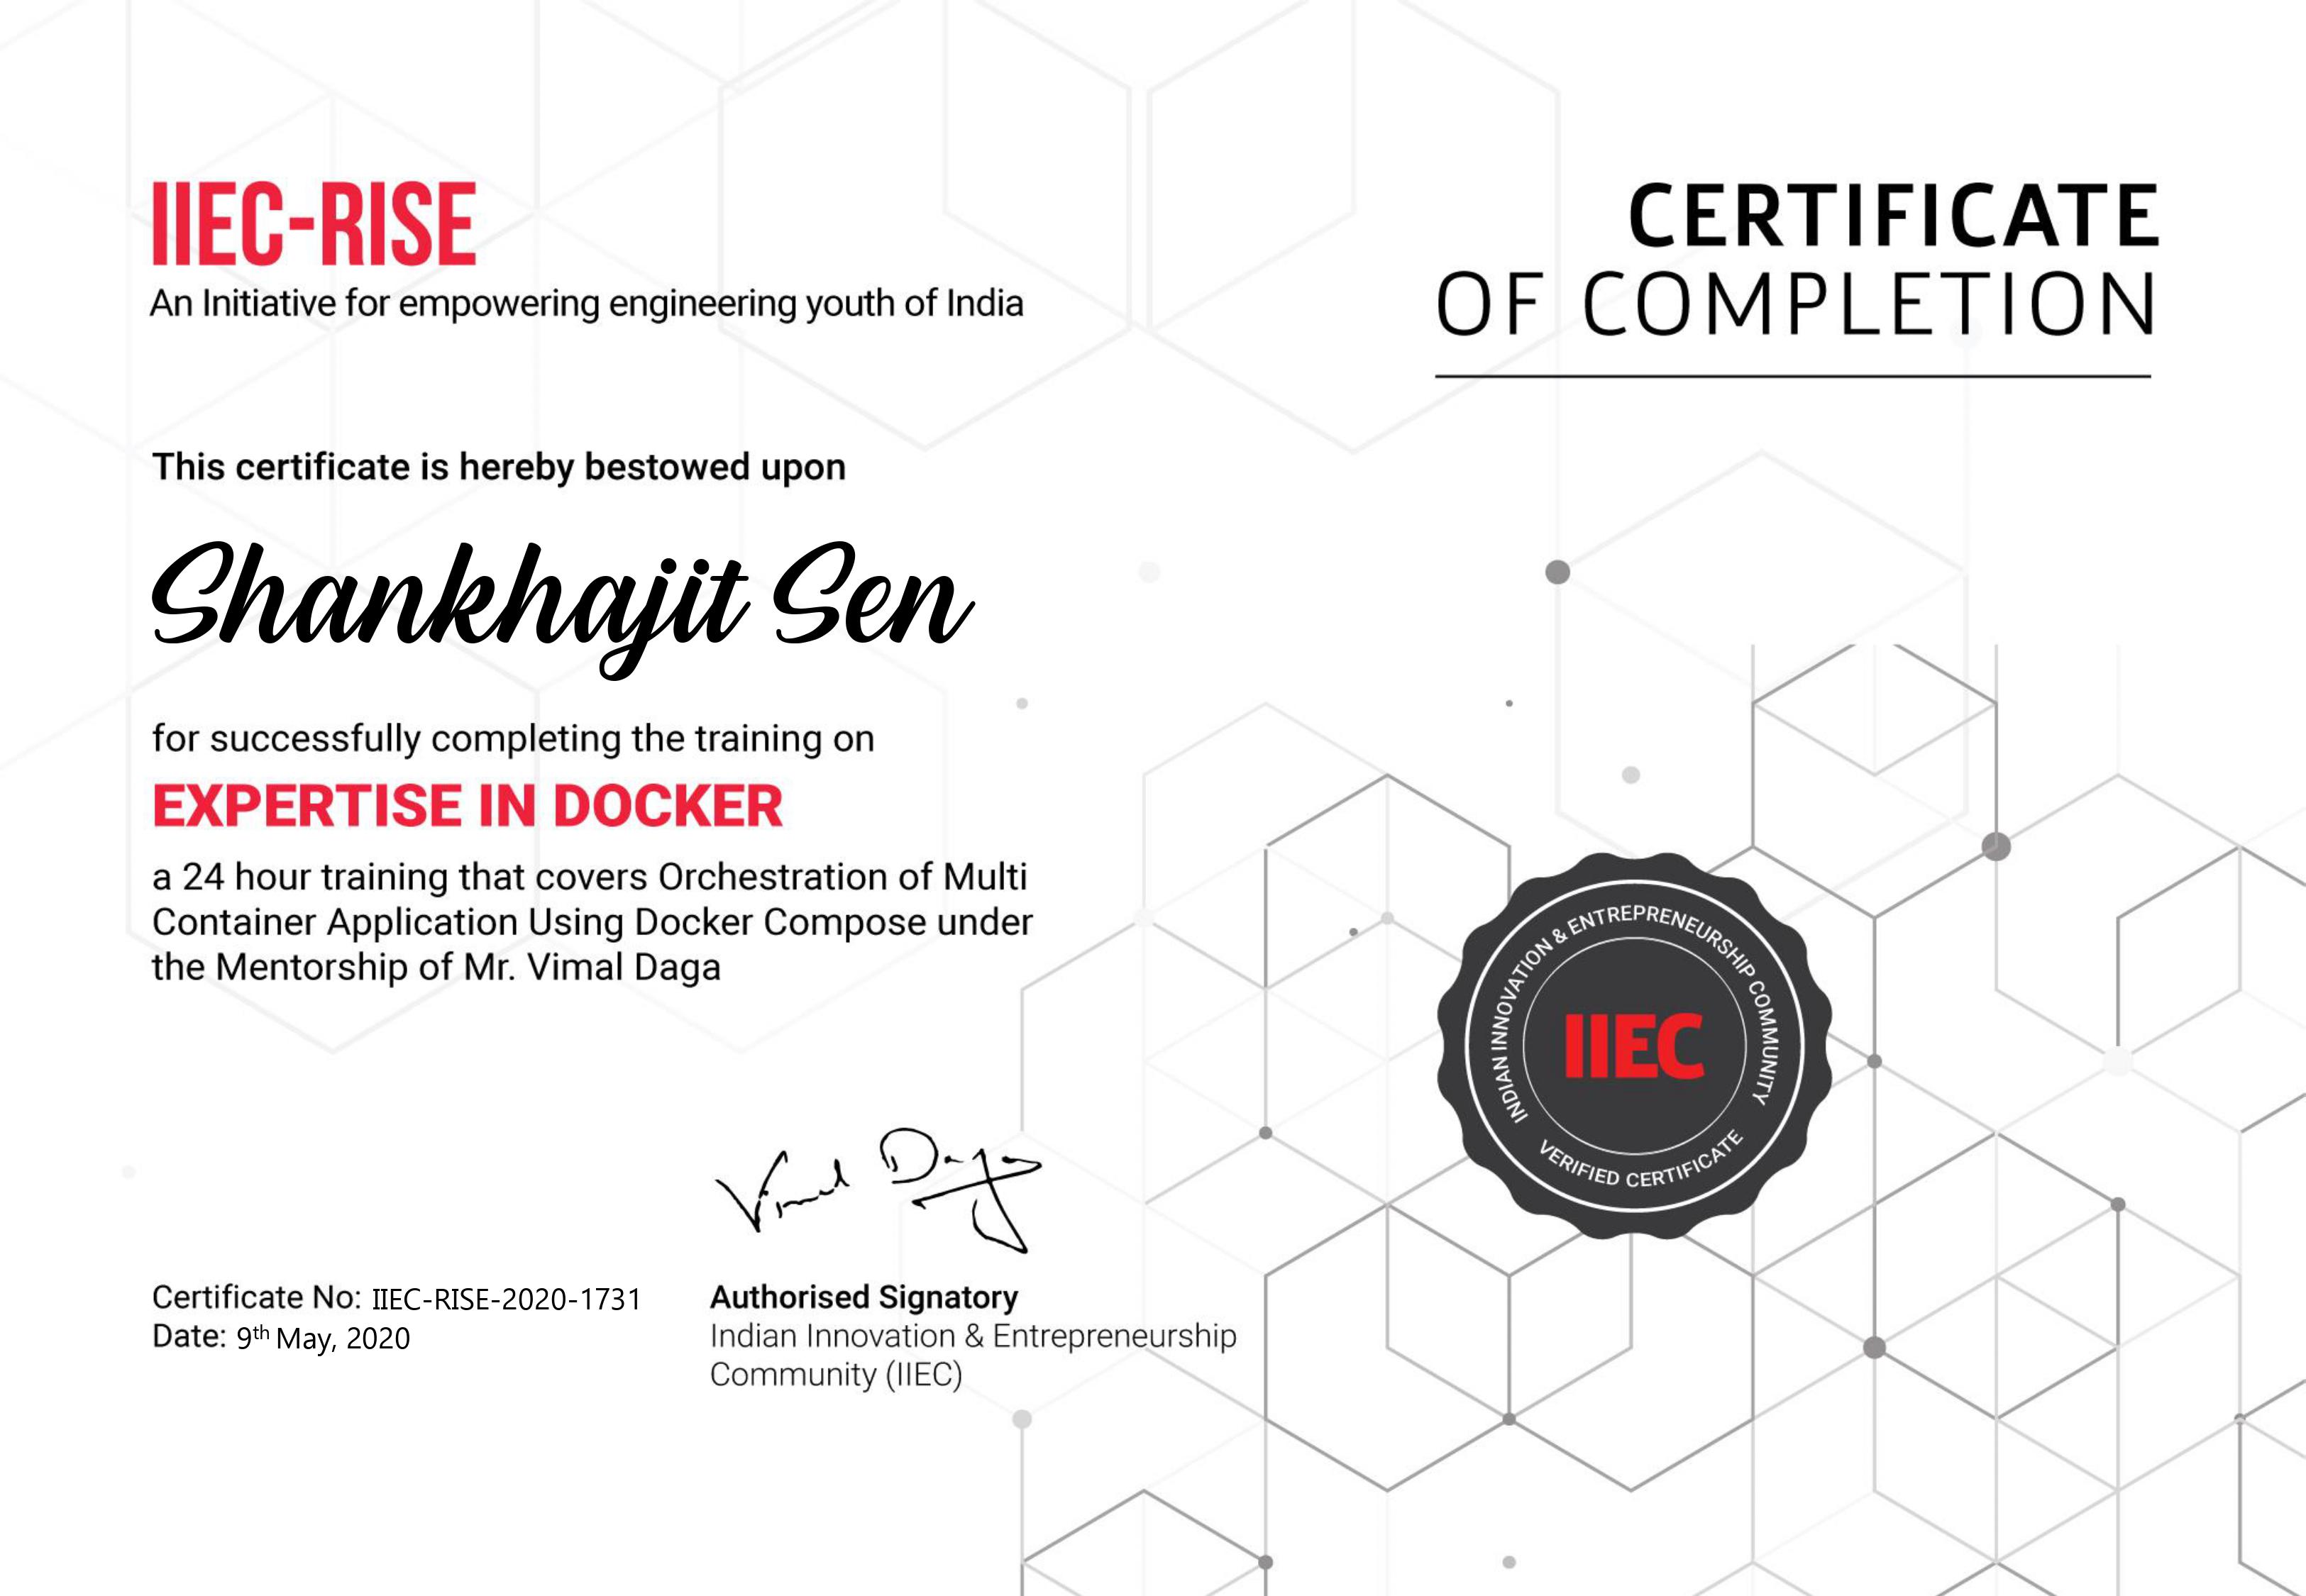 IIEC-RISE
An Initiative for empowering engineering youth of India
CERTIFICATE
OF COMPLETION
This certificate is hereby bestowed upon
Shankhajit Sen
for successfully completing the training on
EXPERTISE IN DOCKER
a 24 hour training that covers Orchestration of Multi
Container Application Using Docker Compose under
the Mentorship of Mr. Vimal Daga
INDIAN INNOVATION & ENTREPRENEURSHIP COMMUNITY
IIEC
VERIFIED CERTIFICATE
Vimal Daga
Certificate No: IIEC-RISE-2020-1731
Date: 9th May, 2020
Authorised Signatory
Indian Innovation & Entrepreneurship
Community (IIEC)